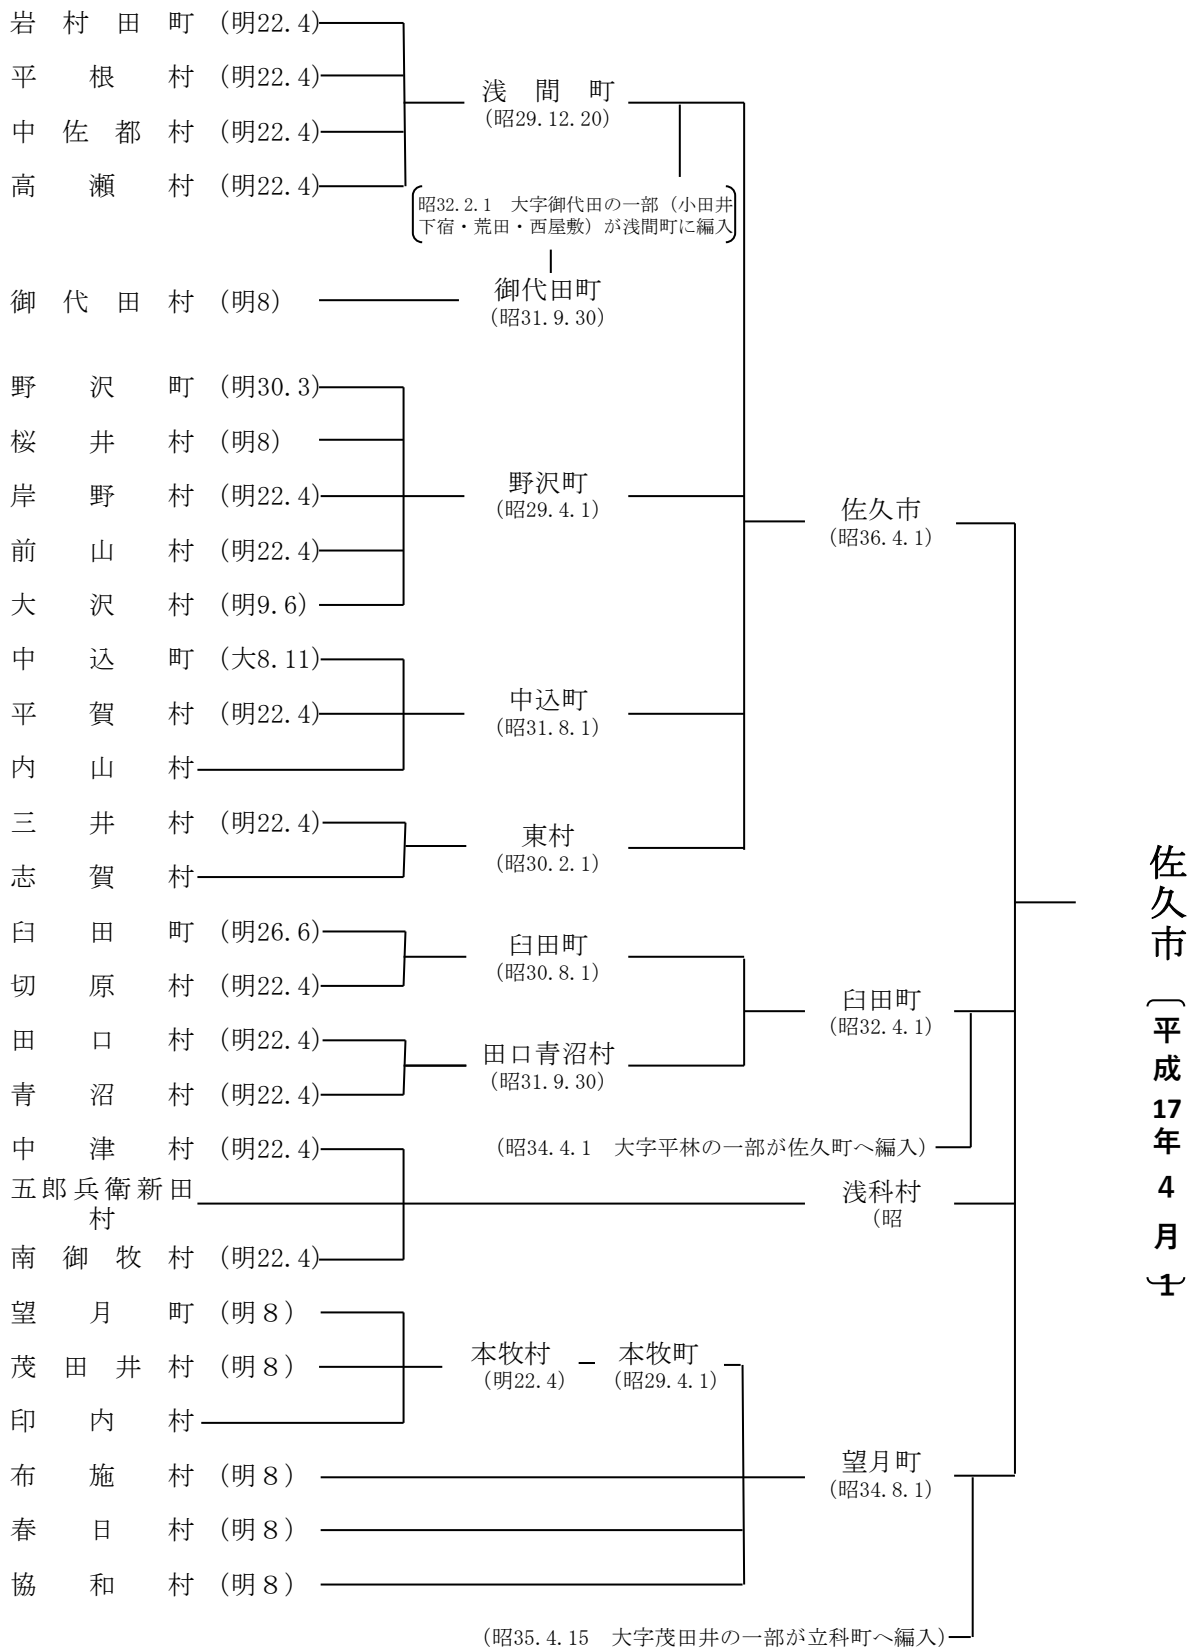 岩村田町 (明22.4)
平根村 (明22.4)
中佐都村 (明22.4)
高瀬村 (明22.4)
浅間町
(昭29.12.20)
昭32.2.1 大字御代田の一部（小田井
下宿・荒田・西屋敷）が浅間町に編入
御代田村 (明8)
御代田町
(昭31.9.30)
野沢町 (明30.3)
桜井村 (明8)
岸野村 (明22.4)
前山村 (明22.4)
大沢村 (明9.6)
野沢町
(昭29.4.1)
中込町 (大8.11)
平賀村 (明22.4)
内山村
中込町
(昭31.8.1)
三井村 (明22.4)
志賀村
東村
(昭30.2.1)
佐久市
(昭36.4.1)
臼田町 (明26.6)
切原村 (明22.4)
臼田町
(昭30.8.1)
田口村 (明22.4)
青沼村 (明22.4)
田口青沼村
(昭31.9.30)
臼田町
(昭32.4.1)
(昭34.4.1 大字平林の一部が佐久町へ編入)
中津村 (明22.4)
五郎兵衛新田
村
南御牧村 (明22.4)
浅科村
(昭
望月町 (明８)
茂田井村 (明８)
印内村
本牧村
(明22.4)
本牧町
(昭29.4.1)
布施村 (明８)
春日村 (明８)
協和村 (明８)
望月町
(昭34.8.1)
(昭35.4.15 大字茂田井の一部が立科町へ編入)
佐久市
平成17年4月1